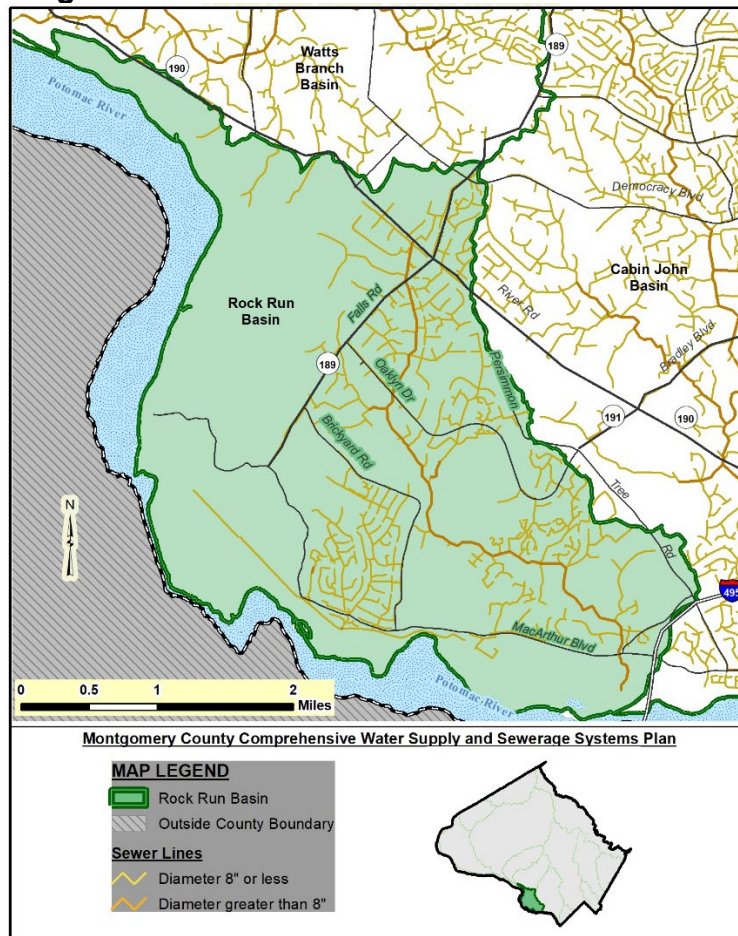 189
190
Watts
Branch
Basin
Potomac River
Democracy Blvd
Cabin John
Basin
River Rd
Rock Run
Basin
Falls Rd
Bradley Blvd
189
Oaklyn Dr
Persimmon
191
190
Brickyard Rd
Tree
N
Rd
495
MacArthur Blvd
0 0.5 1 2
Miles
Potomac River
Montgomery County Comprehensive Water Supply and Sewerage Systems Plan
MAP LEGEND
Rock Run Basin
Outside County Boundary
Sewer Lines
Diameter 8" or less
Diameter greater than 8"